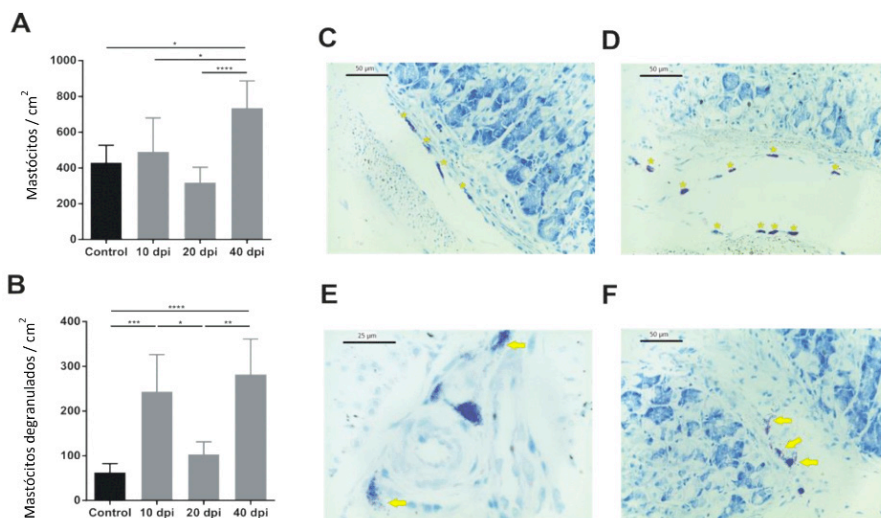 A
Mastócitos / cm²
1000
800
600
400
200
0
*
*
****
Control 10 dpi 20 dpi 40 dpi
B
Mastócitos degranulados / cm²
400
300
200
100
0
****
*** * **
Control 10 dpi 20 dpi 40 dpi
C
50 µm
D
50 µm
E
25 µm
F
50 µm